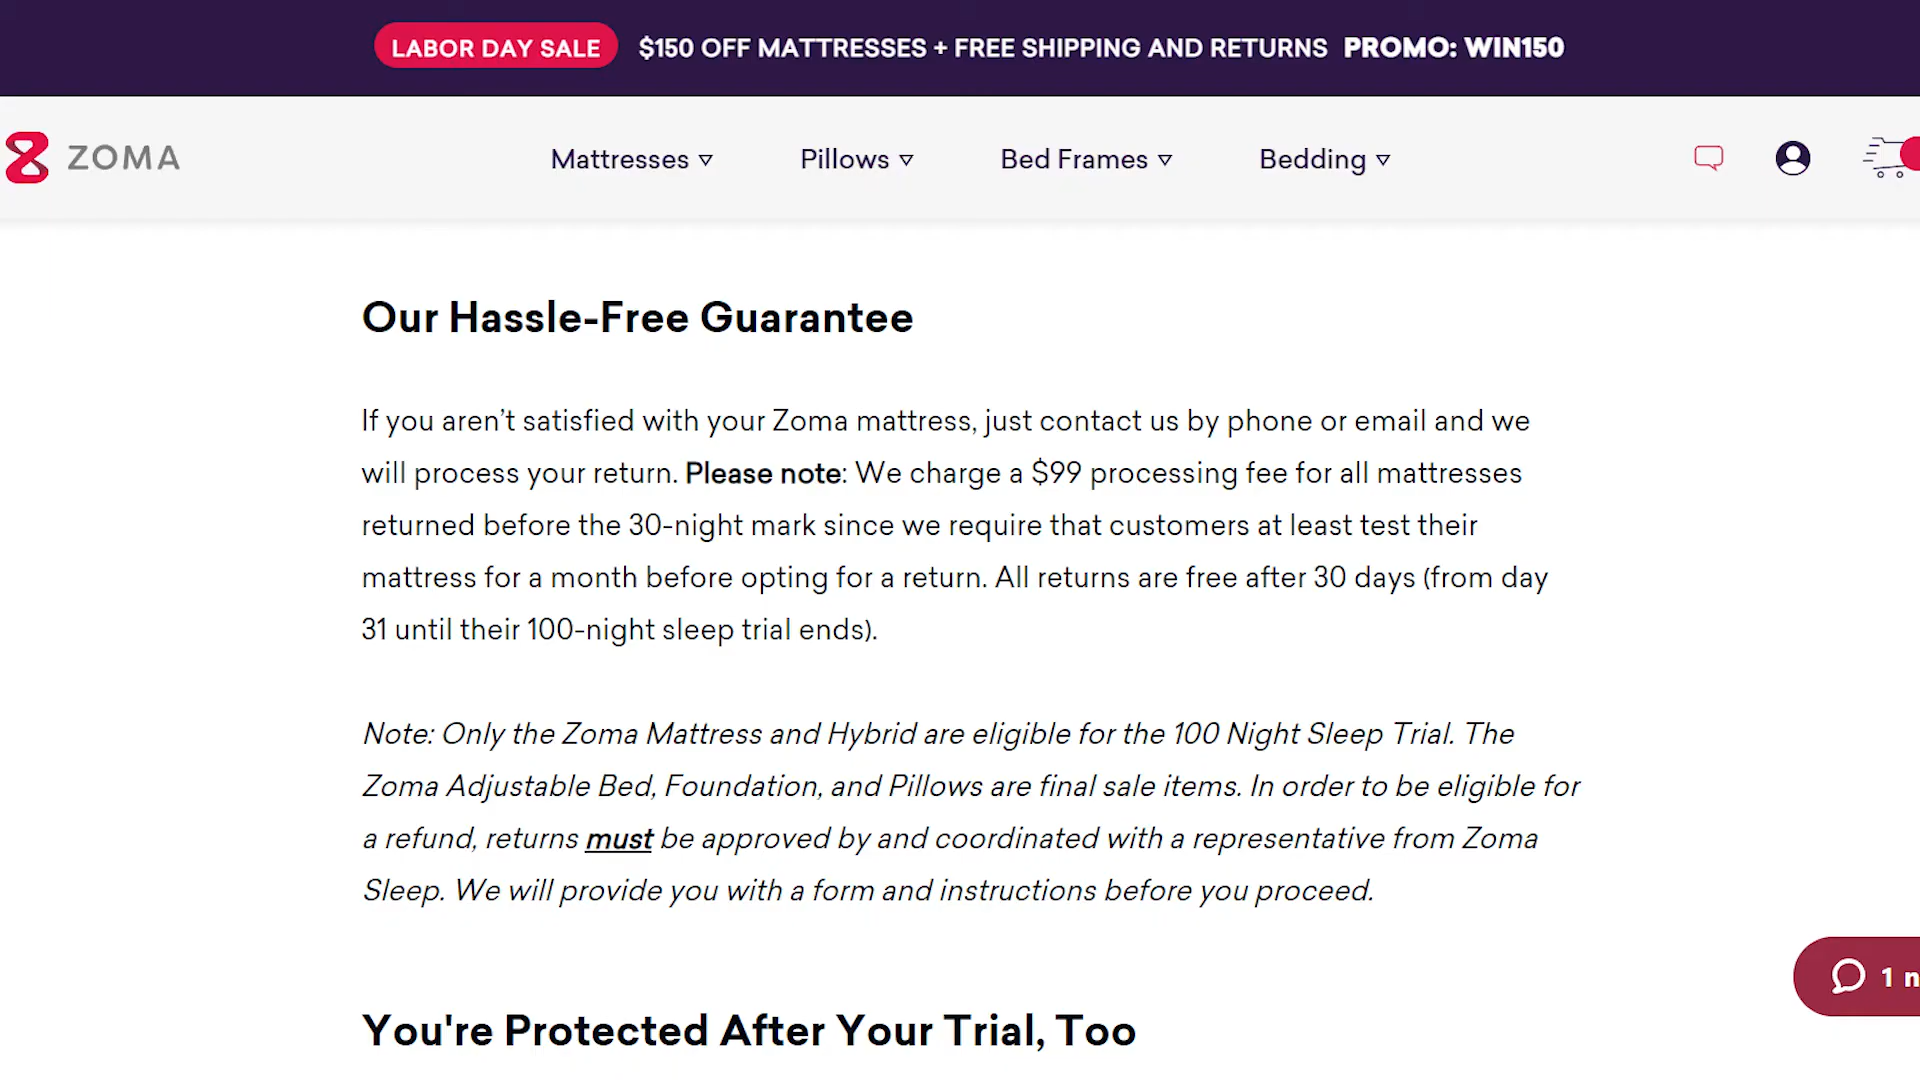 LABOR DAY SALE $150 OFF MATTRESSES + FREE SHIPPING AND RETURNS PROMO: WIN150
ZOMA Mattresses Pillows Bed Frames Bedding
Our Hassle-Free Guarantee
If you aren’t satisfied with your Zoma mattress, just contact us by phone or email and we
will process your return. Please note: We charge a $99 processing fee for all mattresses
returned before the 30-night mark since we require that customers at least test their
mattress for a month before opting for a return. All returns are free after 30 days (from day
31 until their 100-night sleep trial ends).
Note: Only the Zoma Mattress and Hybrid are eligible for the 100 Night Sleep Trial. The
Zoma Adjustable Bed, Foundation, and Pillows are final sale items. In order to be eligible for
a refund, returns must be approved by and coordinated with a representative from Zoma
Sleep. We will provide you with a form and instructions before you proceed.
1 n
You're Protected After Your Trial, Too